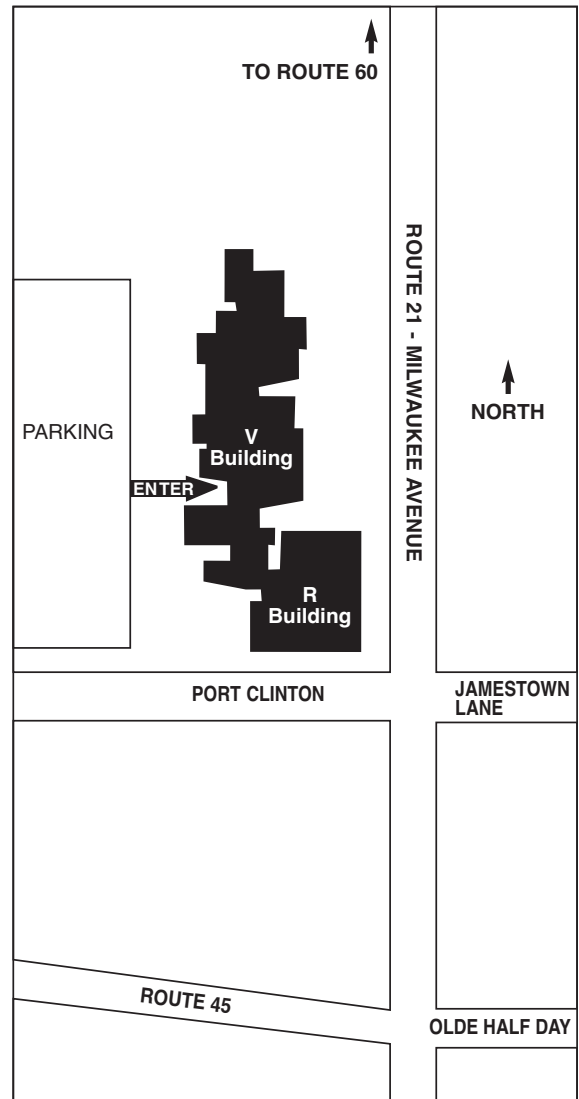 TO ROUTE 60
ROUTE 21 - MILWAUKEE AVENUE
NORTH
PARKING
V
Building
ENTER
R
Building
PORT CLINTON
JAMESTOWN
LANE
ROUTE 45
OLDE HALF DAY